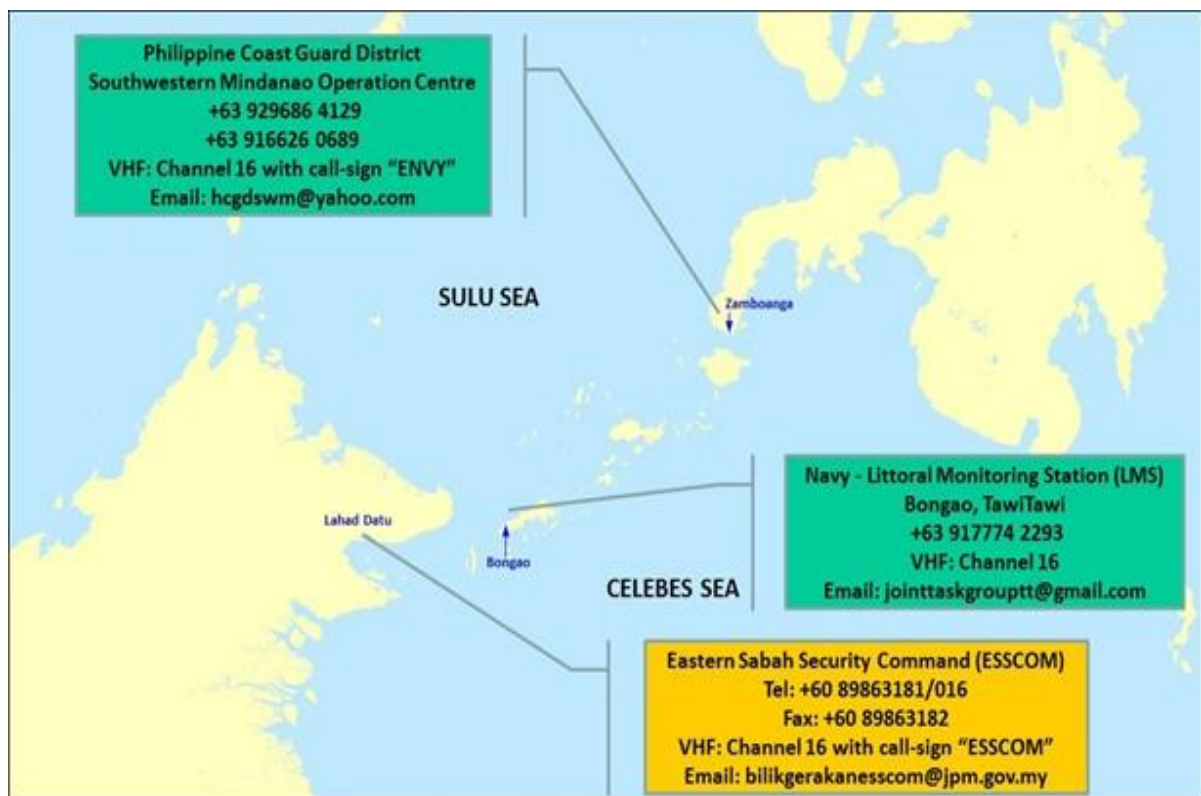 Philippine Coast Guard District
Southwestern Mindanao Operation Centre
+63 929686 4129
+63 916626 0689
VHF: Channel 16 with call-sign “ENVY”
Email: hcgdswm@yahoo.com
SULU SEA
Zamboanga
Navy - Littoral Monitoring Station (LMS)
Bongao, TawiTawi
+63 917774 2293
VHF: Channel 16
Email: jointtaskgrouptt@gmail.com
Lahad Datu
Bongao
CELEBES SEA
Eastern Sabah Security Command (ESSCOM)
Tel: +60 89863181/016
Fax: +60 89863182
VHF: Channel 16 with call-sign “ESSCOM”
Email: bilikgerakanesscom@jpm.gov.my